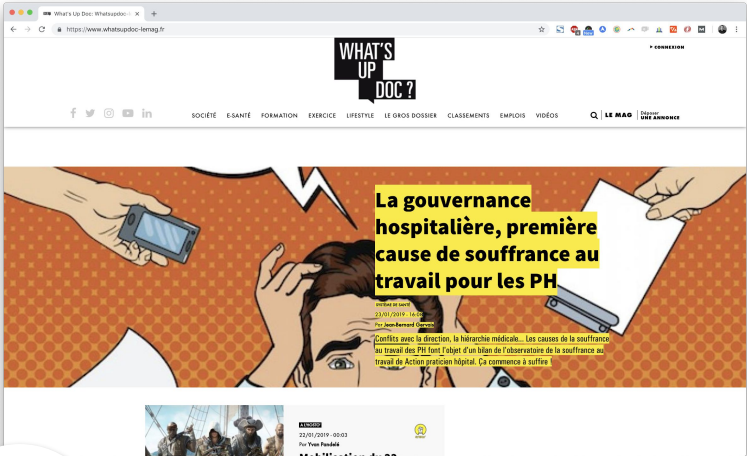 What's Up Doc: Whatsupdoc-l
https://www.whatsupdoc-lemag.fr
CONNEXION
WHAT'S
UP
DOC ?
SOCIÉTÉ E-SANTÉ FORMATION EXERCICE LIFESTYLE LE GROS DOSSIER CLASSEMENTS EMPLOIS VIDÉOS
LE MAG
Déposer
UNE ANNONCE
La gouvernance
hospitalière, première
cause de souffrance au
travail pour les PH
SYSTÈME DE SANTÉ
23/01/2019 - 16:08
Par Jean-Bernard Gervais
Conflits avec la direction, la hiérarchie médicale... Les causes de la souffrance
au travail des PH font l'objet d'un bilan de l'observatoire de la souffrance au
travail de Action praticien hôpital. Ça commence à suffire !
22/01/2019 - 00:03
Par Yvan Pandelé